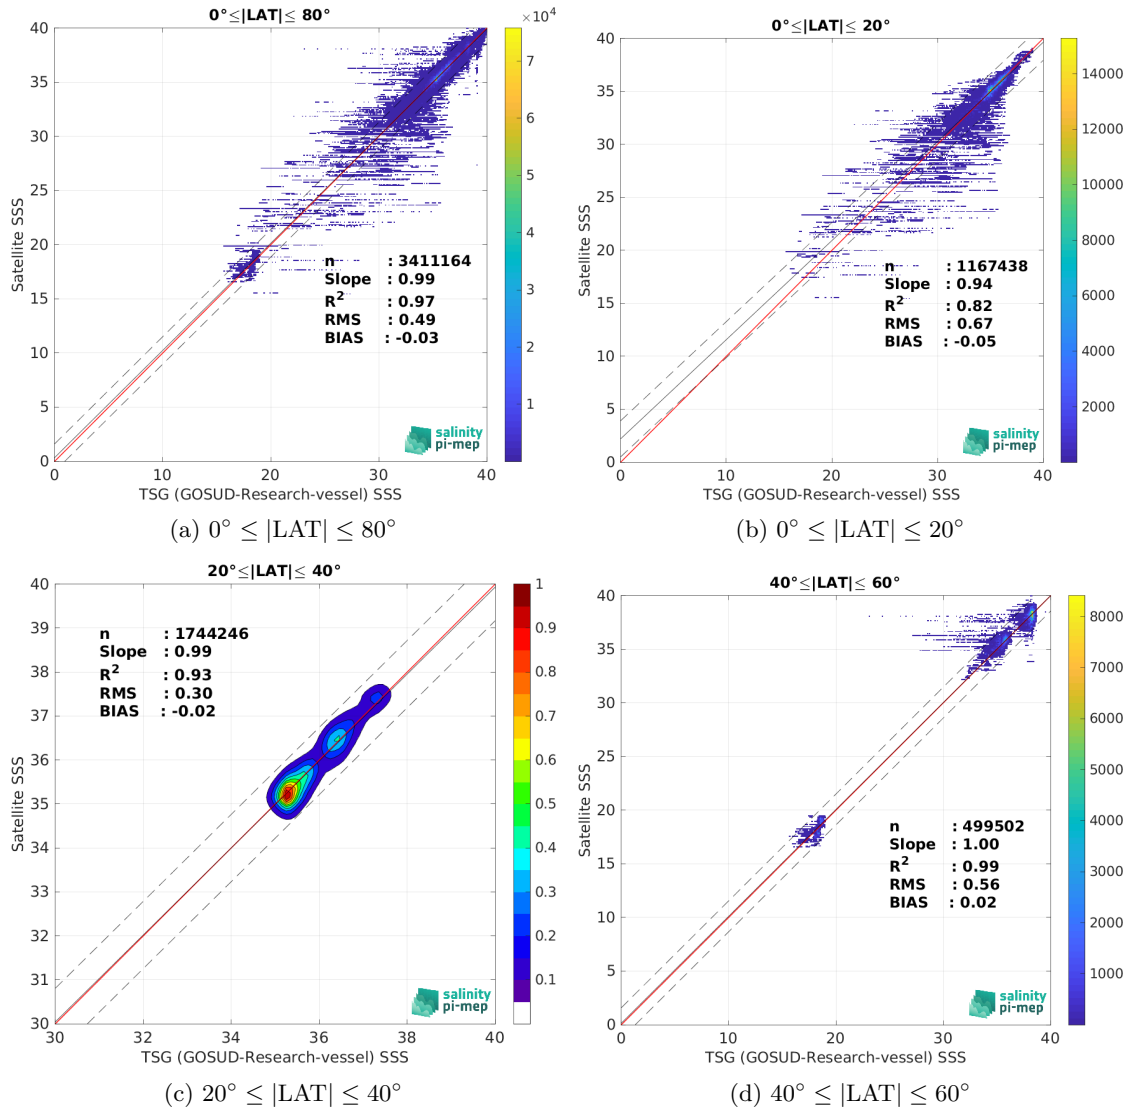 0°≤|LAT|≤ 80°
×10⁴
Satellite SSS
40
35
30
25
20
15
10
5
0
0
10
20
30
40
7
6
5
4
3
2
1
n : 3411164
Slope : 0.99
R² : 0.97
RMS : 0.49
BIAS : -0.03
salinity
pi-mep
TSG (GOSUD-Research-vessel) SSS
(a) 0° ≤ |LAT| ≤ 80°
0°≤|LAT|≤ 20°
Satellite SSS
40
35
30
25
20
15
10
5
0
0
10
20
30
40
14000
12000
10000
8000
6000
4000
2000
n : 1167438
Slope : 0.94
R² : 0.82
RMS : 0.67
BIAS : -0.05
salinity
pi-mep
TSG (GOSUD-Research-vessel) SSS
(b) 0° ≤ |LAT| ≤ 20°
20°≤|LAT|≤ 40°
Satellite SSS
40
39
38
37
36
35
34
33
32
31
30
30
32
34
36
38
40
1
0.9
0.8
0.7
0.6
0.5
0.4
0.3
0.2
0.1
n : 1744246
Slope : 0.99
R² : 0.93
RMS : 0.30
BIAS : -0.02
salinity
pi-mep
TSG (GOSUD-Research-vessel) SSS
(c) 20° ≤ |LAT| ≤ 40°
40°≤|LAT|≤ 60°
Satellite SSS
40
35
30
25
20
15
10
5
0
0
10
20
30
40
8000
7000
6000
5000
4000
3000
2000
1000
n : 499502
Slope : 1.00
R² : 0.99
RMS : 0.56
BIAS : 0.02
salinity
pi-mep
TSG (GOSUD-Research-vessel) SSS
(d) 40° ≤ |LAT| ≤ 60°